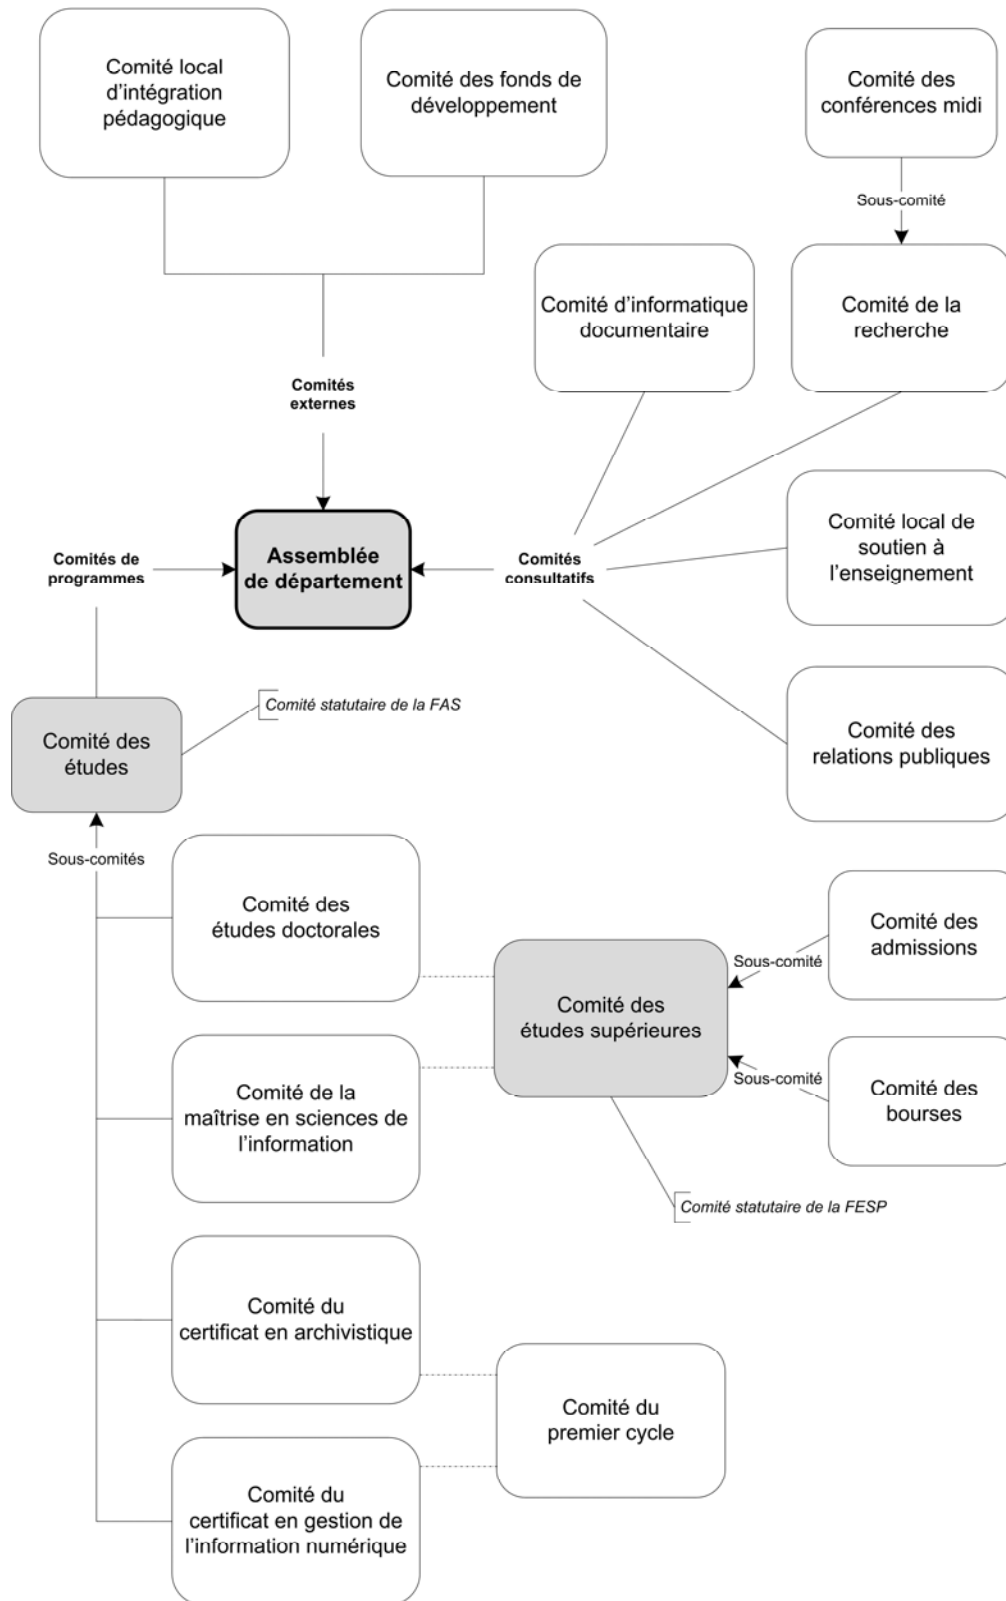 Comité local
d'intégration
pédagogique
Comité des fonds de
développement
Comité des
conférences midi
Sous-comité
Comité d'informatique
documentaire
Comité de la
recherche
Comités
externes
Comités de
programmes
Assemblée
de département
Comités
consultatifs
Comité local de
soutien à
l'enseignement
Comité statutaire de la FAS
Comité des
études
Comité des
relations publiques
Sous-comités
Comité des
études doctorales
Comité des
études supérieures
Sous-comité
Comité des
admissions
Sous-comité
Comité des
bourses
Comité de la
maîtrise en sciences de
l'information
Comité statutaire de la FESP
Comité du
certificat en archivistique
Comité du
premier cycle
Comité du
certificat en gestion de
l'information numérique